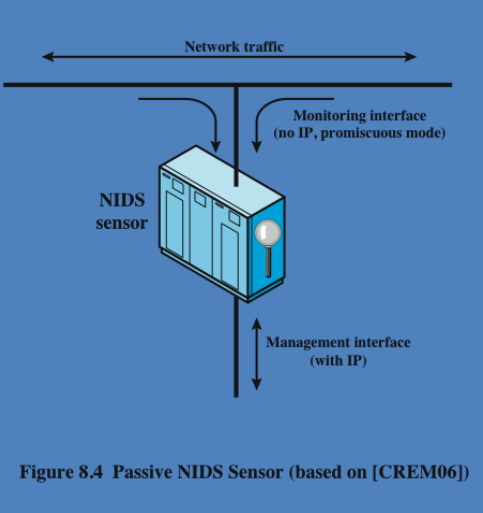 Network traffic
Monitoring interface
(no IP, promiscuous mode)
NIDS
sensor
Management interface
(with IP)
Figure 8.4 Passive NIDS Sensor (based on [CREM06])